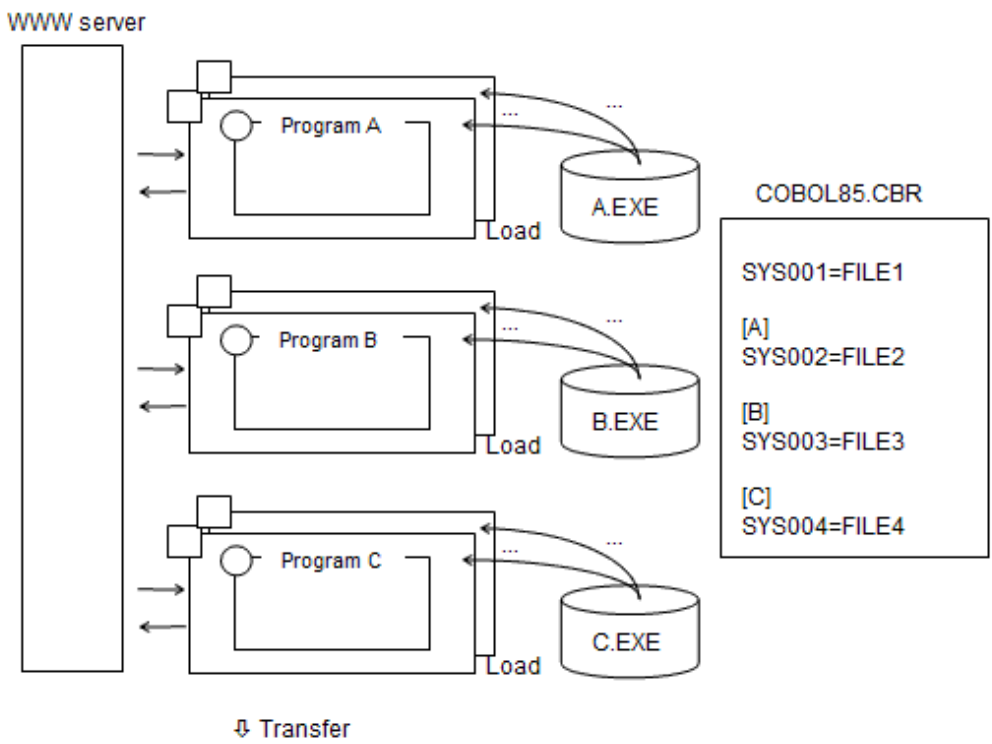 WWW server
...
...
Program A
A.EXE
Load
COBOL85.CBR
SYS001=FILE1
[A]
SYS002=FILE2
[B]
SYS003=FILE3
[C]
SYS004=FILE4
...
...
Program B
B.EXE
Load
...
...
Program C
C.EXE
Load
⇩ Transfer